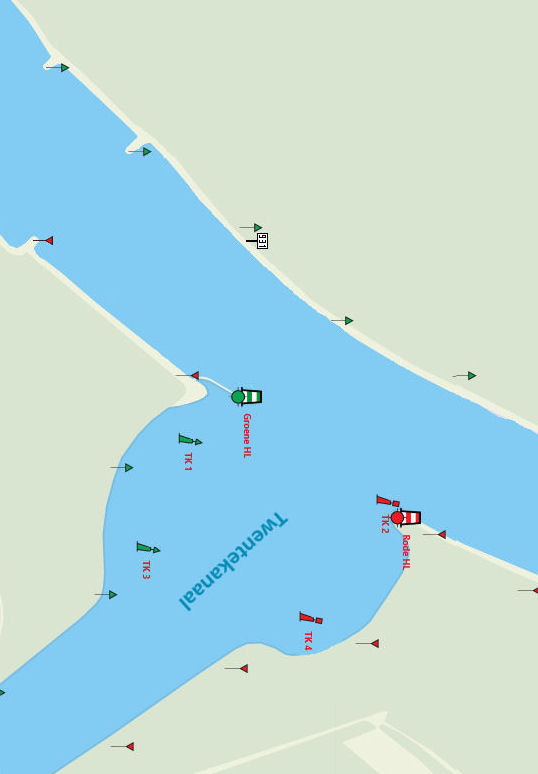 931
Groene HL
TK 1
TK 2
Rode HL
Twentekanaal
TK 3
TK 4